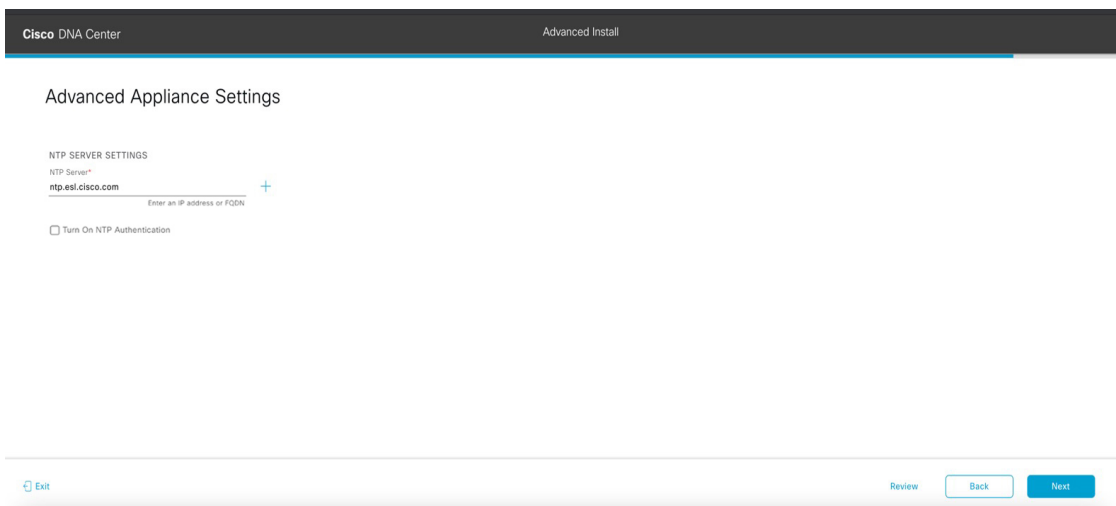 Cisco DNA Center
Advanced Install
Advanced Appliance Settings
NTP SERVER SETTINGS
NTP Server*
ntp.esl.cisco.com
Enter an IP address or FQDN
Turn On NTP Authentication
Exit
Review
Back
Next